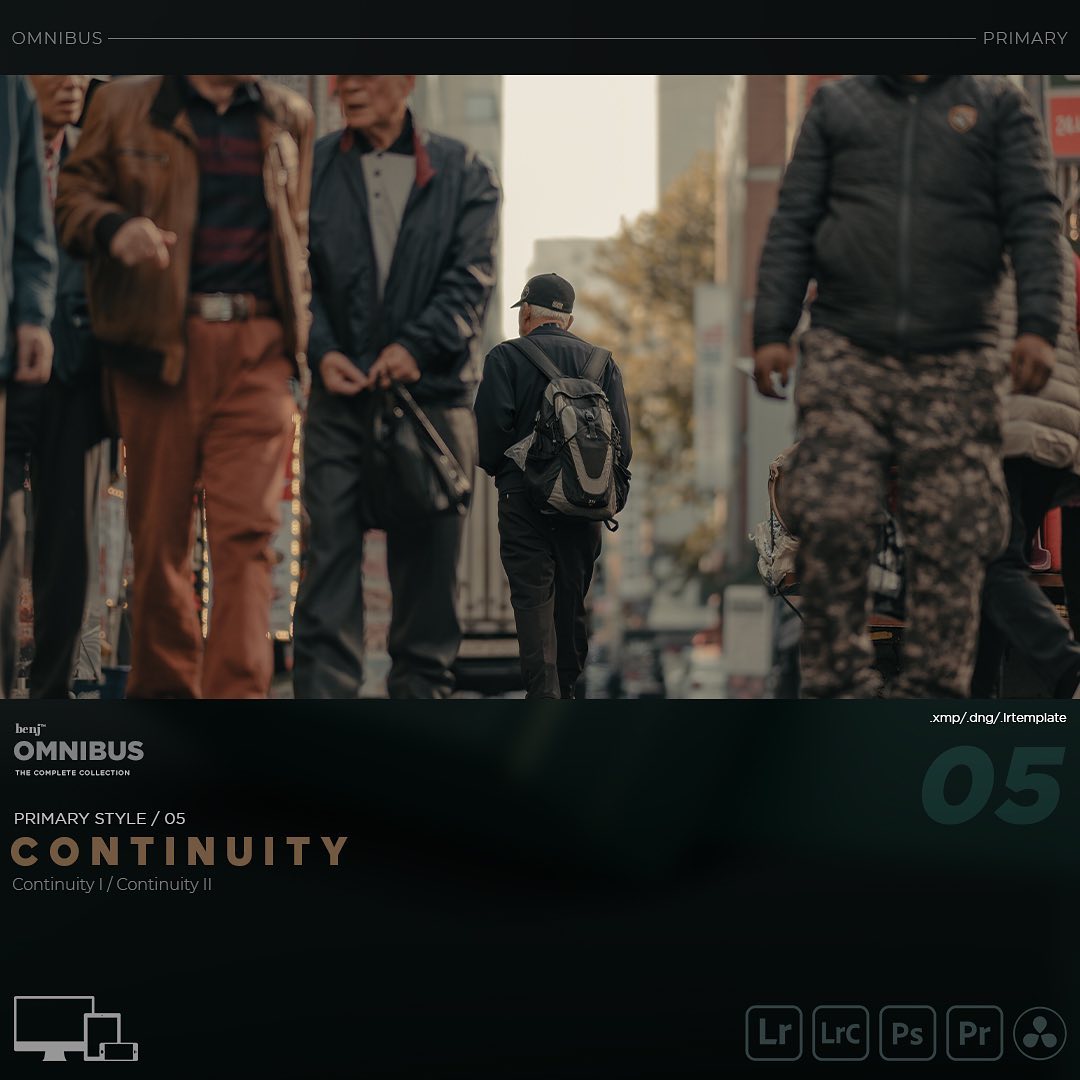 OMNIBUS
PRIMARY
benj™
OMNIBUS
THE COMPLETE COLLECTION
.xmp/.dng/.lrtemplate
05
PRIMARY STYLE / 05
CONTINUITY
Continuity I / Continuity II
Lr LrC Ps Pr